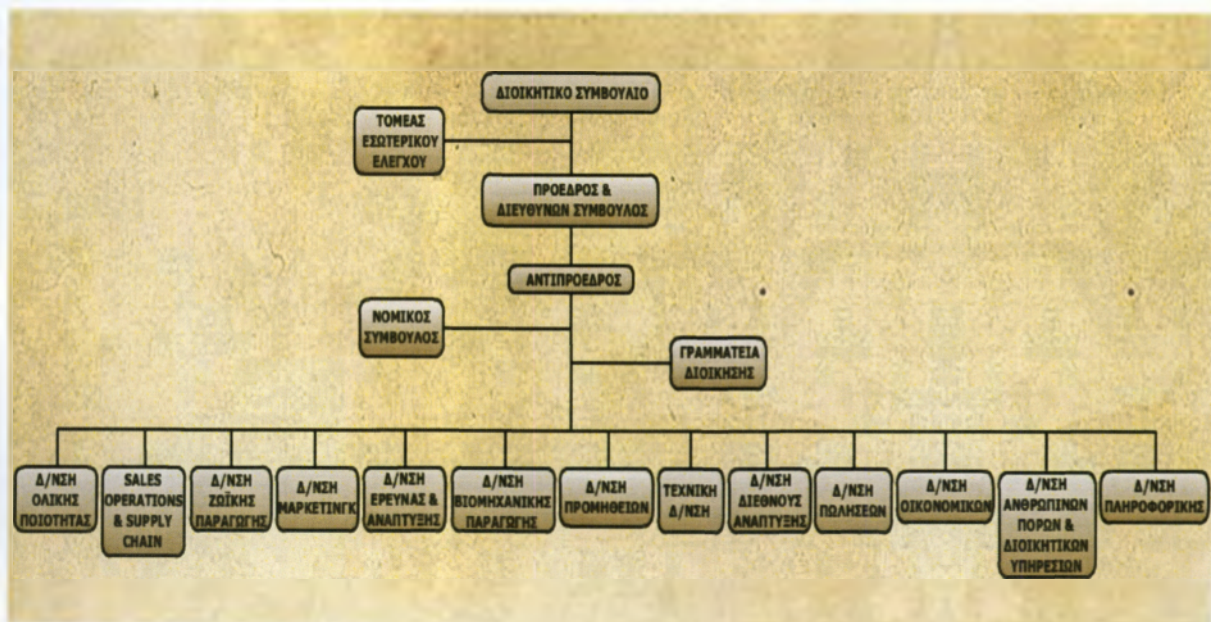 ΔΙΟΙΚΗΤΙΚΟ ΣΥΜΒΟΥΛΙΟ
ΤΟΜΕΑΣ
ΕΣΩΤΕΡΙΚΟΥ
ΕΛΕΓΧΟΥ
ΠΡΟΕΔΡΟΣ &
ΔΙΕΥΘΥΝΩΝ ΣΥΜΒΟΥΛΟΣ
ΑΝΤΙΠΡΟΕΔΡΟΣ
ΝΟΜΙΚΟΣ
ΣΥΜΒΟΥΛΟΣ
ΓΡΑΜΜΑΤΕΙΑ
ΔΙΟΙΚΗΣΗΣ
Δ/ΝΣΗ
ΟΛΙΚΗΣ
ΠΟΙΟΤΗΤΑΣ
SALES
OPERATIONS
& SUPPLY
CHAIN
Δ/ΝΣΗ
ΖΩΪΚΗΣ
ΠΑΡΑΓΩΓΗΣ
Δ/ΝΣΗ
ΜΑΡΚΕΤΙΝΓΚ
Δ/ΝΣΗ
ΕΡΕΥΝΑΣ &
ΑΝΑΠΤΥΞΗΣ
Δ/ΝΣΗ
ΒΙΟΜΗΧΑΝΙΚΗΣ
ΠΑΡΑΓΩΓΗΣ
Δ/ΝΣΗ
ΠΡΟΜΗΘΕΙΩΝ
ΤΕΧΝΙΚΗ
Δ/ΝΣΗ
Δ/ΝΣΗ
ΔΙΕΘΝΟΥΣ
ΑΝΑΠΤΥΞΗΣ
Δ/ΝΣΗ
ΠΩΛΗΣΕΩΝ
Δ/ΝΣΗ
ΟΙΚΟΝΟΜΙΚΩΝ
Δ/ΝΣΗ
ΑΝΘΡΩΠΙΝΩΝ
ΠΟΡΩΝ &
ΔΙΟΙΚΗΤΙΚΩΝ
ΥΠΗΡΕΣΙΩΝ
Δ/ΝΣΗ
ΠΛΗΡΟΦΟΡΙΚΗΣ